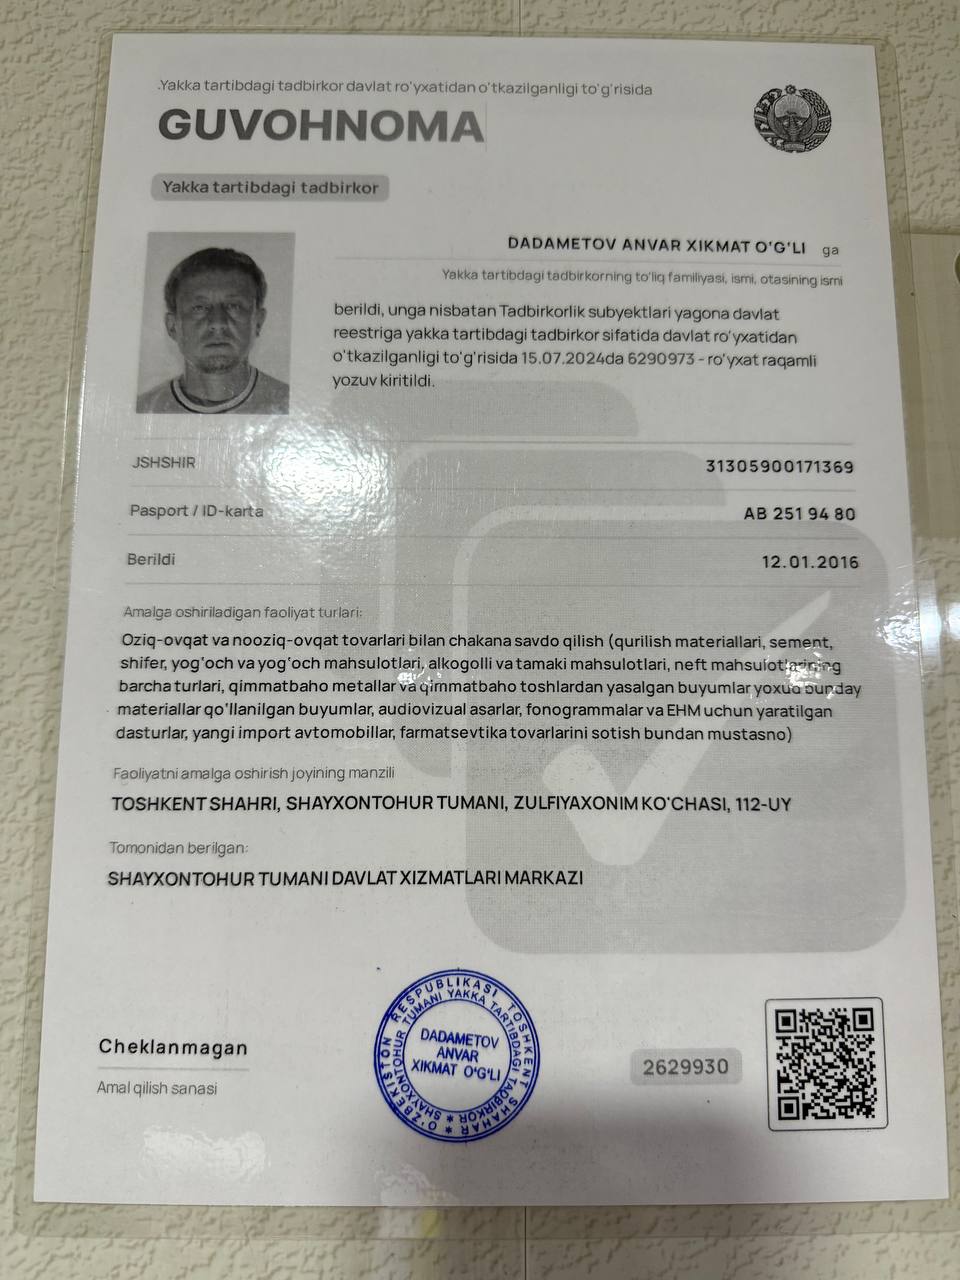 Yakka tartibdagi tadbirkor davlat ro'yxatidan o'tkazilganligi to'g'risida
GUVOHNOMA
Yakka tartibdagi tadbirkor
DADAMETOV ANVAR XIKMAT O'G'LI ga
Yakka tartibdagi tadbirkorning to'liq familiyasi, ismi, otasining ismi
berildi, unga nisbatan Tadbirkorlik subyektlari yagona davlat
reestriga yakka tartibdagi tadbirkor sifatida davlat ro'yxatidan
o'tkazilganligi to'g'risida 15.07.2024da 6290973 - ro'yxat raqamli
yozuv kiritildi.
JSHSHIR 31305900171369
Pasport / ID-karta AB 251 94 80
Berildi 12.01.2016
Amalga oshiriladigan faoliyat turlari:
Oziq-ovqat va nooziq-ovqat tovarlari bilan chakana savdo qilish (qurilish materiallari, sement,
shifer, yog'och va yog'och mahsulotlari, alkogolli va tamaki mahsulotlari, neft mahsulotlarining
barcha turlari, qimmatbaho metallar va qimmatbaho toshlardan yasalgan buyumlar yoxud bunday
materiallar qo'llanilgan buyumlar, audiovizual asarlar, fonogrammalar va EHM uchun yaratilgan
dasturlar, yangi import avtomobillar, farmatsevtika tovarlarini sotish bundan mustasno)
Faoliyatni amalga oshirish joyining manzili
TOSHKENT SHAHRI, SHAYXONTOHUR TUMANI, ZULFIYAXONIM KO'CHASI, 112-UY
Tomonidan berilgan:
SHAYXONTOHUR TUMANI DAVLAT XIZMATLARI MARKAZI
Cheklanmagan
Amal qilish sanasi
O'ZBEKISTON RESPUBLIKASI TOSHKENT SHAHAR
SHAYXONTOHUR TUMANI YAKKA TARTIBDAGI TADBIRKOR
DADAMETOV
ANVAR
XIKMAT O'G'LI
2629930